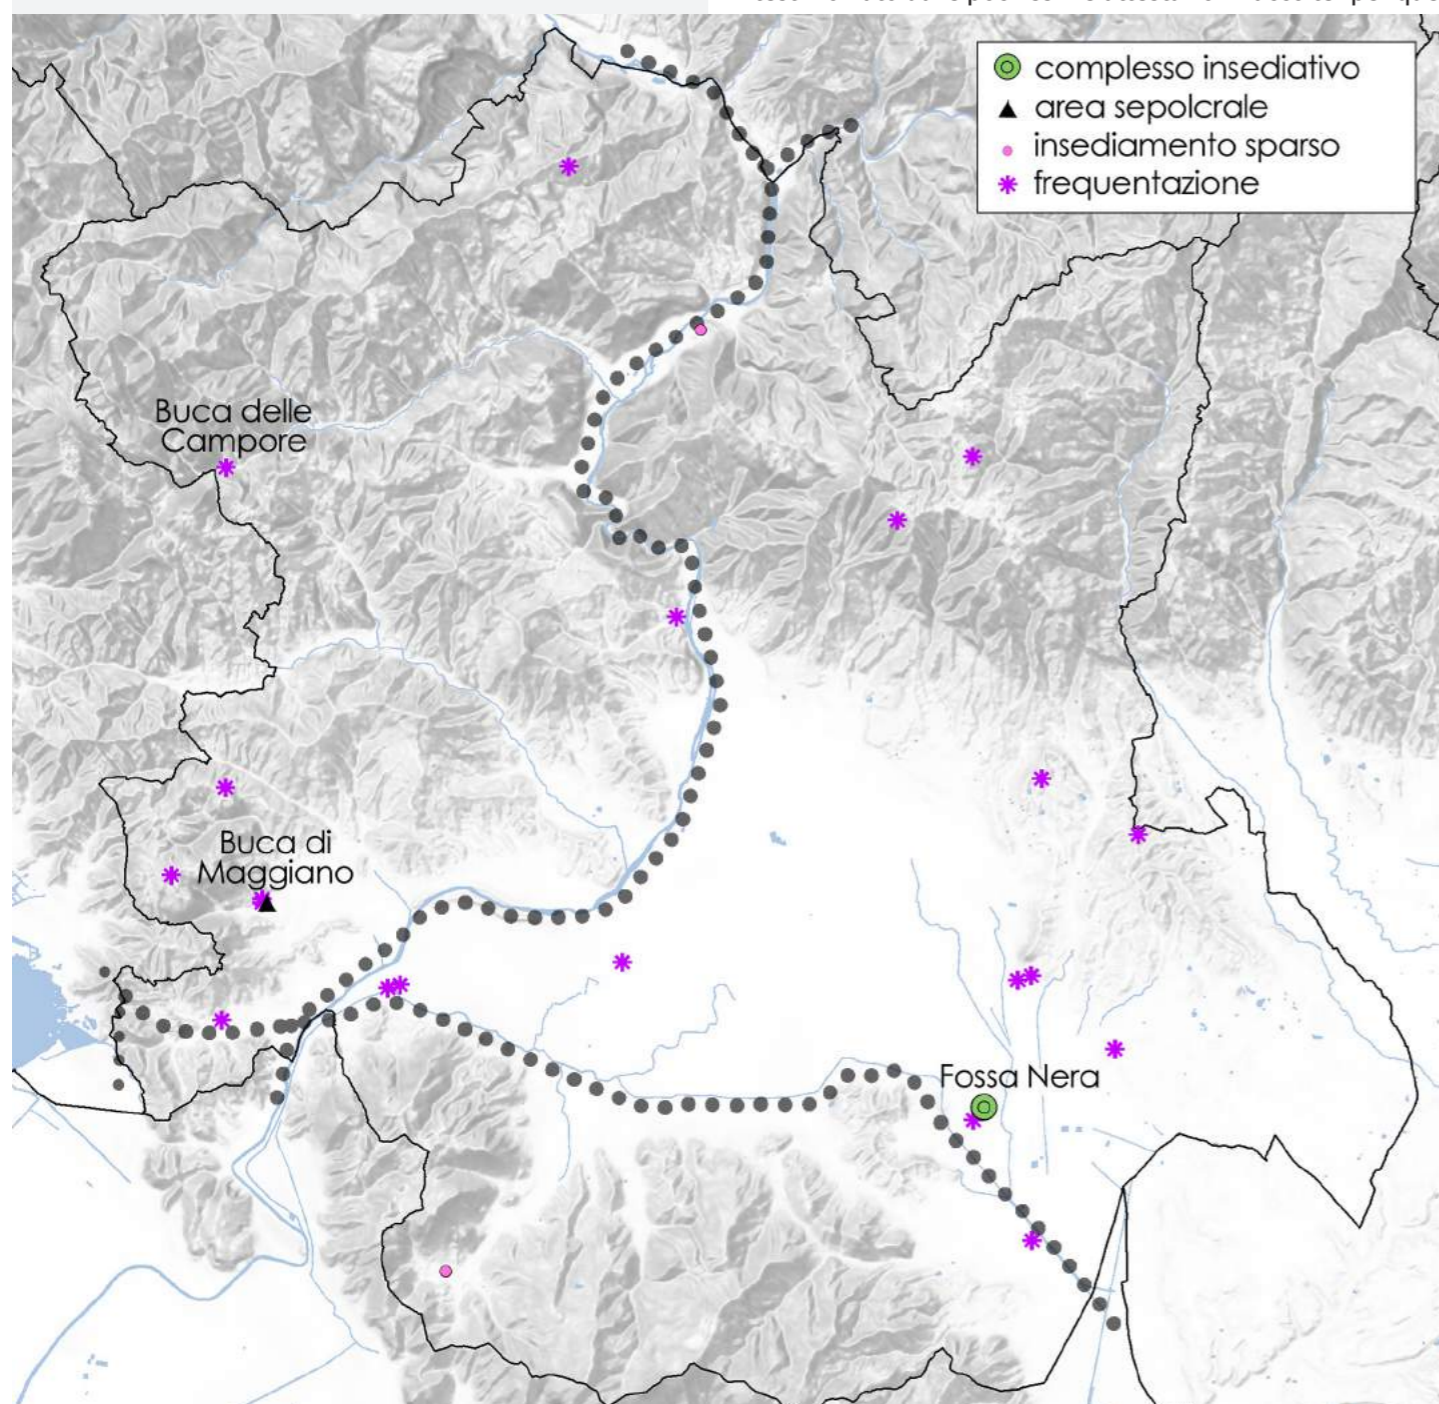 complesso insediativo
area sepolcrale
insediamento sparso
frequentazione
Buca delle
Campore
Buca di
Maggiano
Fossa Nera